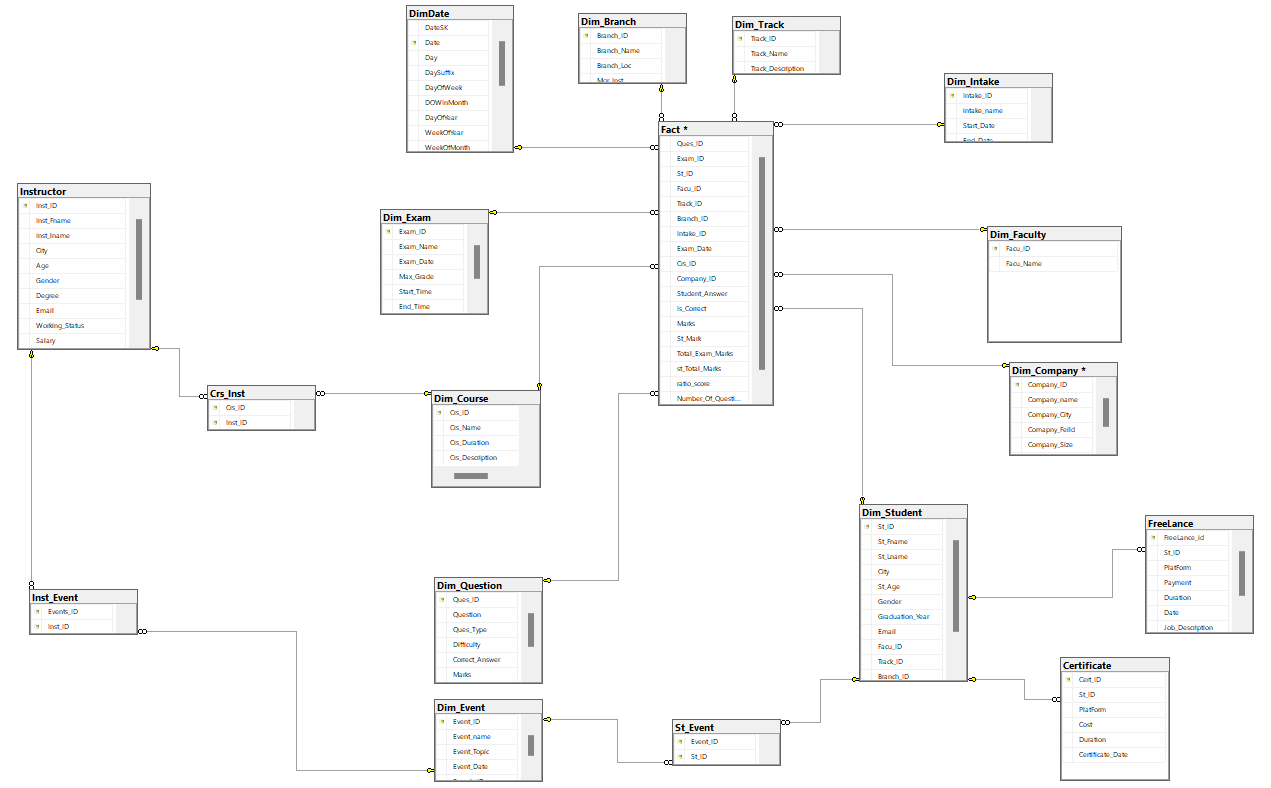 DimDate
DateSK
Date
Day
DaySuffix
DayOfWeek
DOWInMonth
DayOfYear
WeekOfYear
WeekOfMonth
Dim_Branch
Branch_ID
Branch_Name
Branch_Loc
Dim_Track
Track_ID
Track_Name
Track_Description
Dim_Intake
Intake_ID
Intake_name
Start_Date
End_Date
Fact *
Ques_ID
Exam_ID
St_ID
Facu_ID
Track_ID
Branch_ID
Intake_ID
Exam_Date
Crs_ID
Company_ID
Student_Answer
Is_Correct
Marks
St_Mark
Total_Exam_Marks
st_Total_Marks
ratio_score
Number_Of_Questi...
Instructor
Inst_ID
Inst_Fname
Inst_lname
City
Age
Gender
Degree
Email
Working_Status
Salary
Dim_Exam
Exam_ID
Exam_Name
Exam_Date
Max_Grade
Start_Time
End_Time
Dim_Faculty
Facu_ID
Facu_Name
Dim_Company *
Company_ID
Company_name
Company_City
Comapny_Feild
Company_Size
Crs_Inst
Crs_ID
Inst_ID
Dim_Course
Crs_ID
Crs_Name
Crs_Duration
Crs_Description
Dim_Student
St_ID
St_Fname
St_Lname
City
St_Age
Gender
Graduation_Year
Email
Facu_ID
Track_ID
Branch_ID
FreeLance
FreeLance_id
St_ID
PlatForm
Payment
Duration
Date
Job_Description
Inst_Event
Events_ID
Inst_ID
Dim_Question
Ques_ID
Question
Ques_Type
Difficulty
Correct_Answer
Marks
Certificate
Cert_ID
St_ID
PlatForm
Cost
Duration
Certificate_Date
Dim_Event
Event_ID
Event_name
Event_Topic
Event_Date
St_Event
Event_ID
St_ID